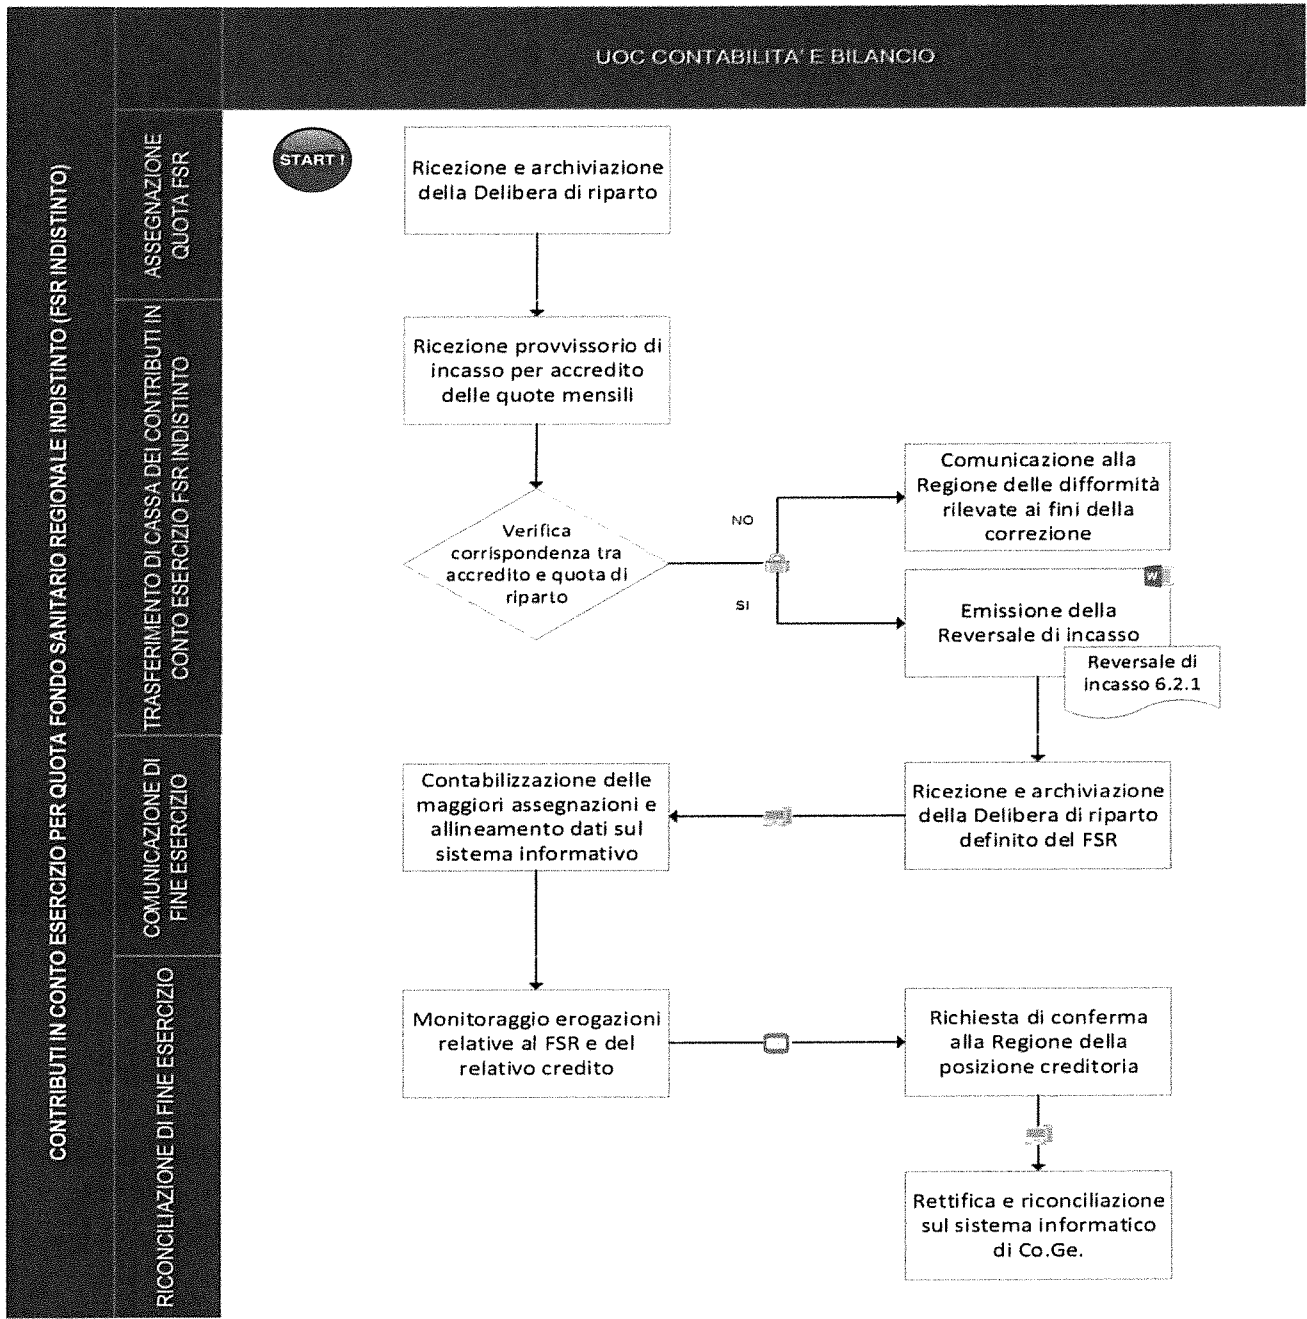 UOC CONTABILITA' E BILANCIO
CONTRIBUTI IN CONTO ESERCIZIO PER QUOTA FONDO SANITARIO REGIONALE INDISTINTO (FSR INDISTINTO)
ASSEGNAZIONE
QUOTA FSR
START !
Ricezione e archiviazione
della Delibera di riparto
TRASFERIMENTO DI CASSA DEI CONTRIBUTI IN
CONTO ESERCIZIO FSR INDISTINTO
Ricezione provvissorio di
incasso per accredito
delle quote mensili
Verifica
corrispondenza tra
accredito e quota di
riparto
NO
SI
Comunicazione alla
Regione delle difformità
rilevate ai fini della
correzione
W
Emissione della
Reversale di incasso
Reversale di
incasso 6.2.1
COMUNICAZIONE DI
FINE ESERCIZIO
Contabilizzazione delle
maggiori assegnazioni e
allineamento dati sul
sistema informativo
Ricezione e archiviazione
della Delibera di riparto
definito del FSR
RICONCILIAZIONE DI FINE ESERCIZIO
Monitoraggio erogazioni
relative al FSR e del
relativo credito
Richiesta di conferma
alla Regione della
posizione creditoria
Rettifica e riconciliazione
sul sistema informatico
di Co.Ge.